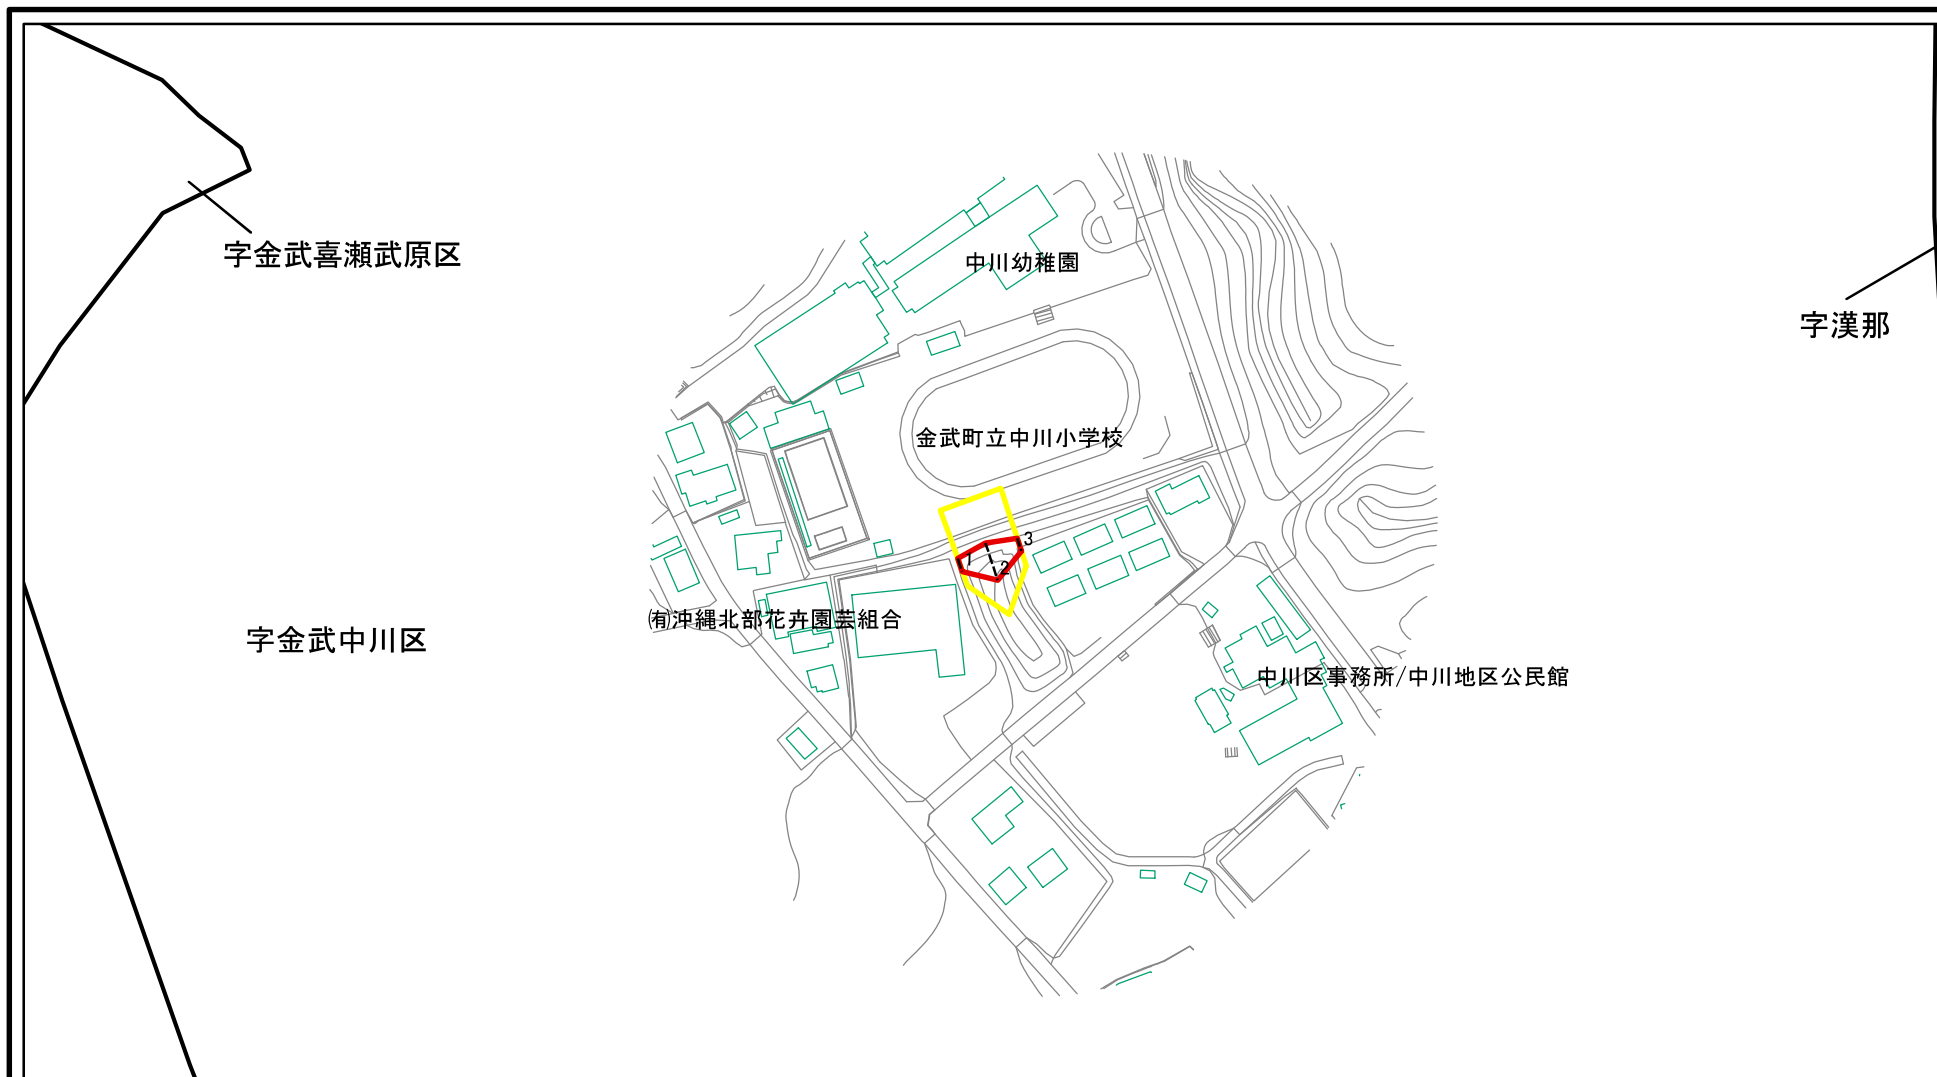 字金武喜瀬武原区
中川幼稚園
字漢那
金武町立中川小学校
3
1
2
㈲沖縄北部花卉園芸組合
字金武中川区
中川区事務所/中川地区公民館